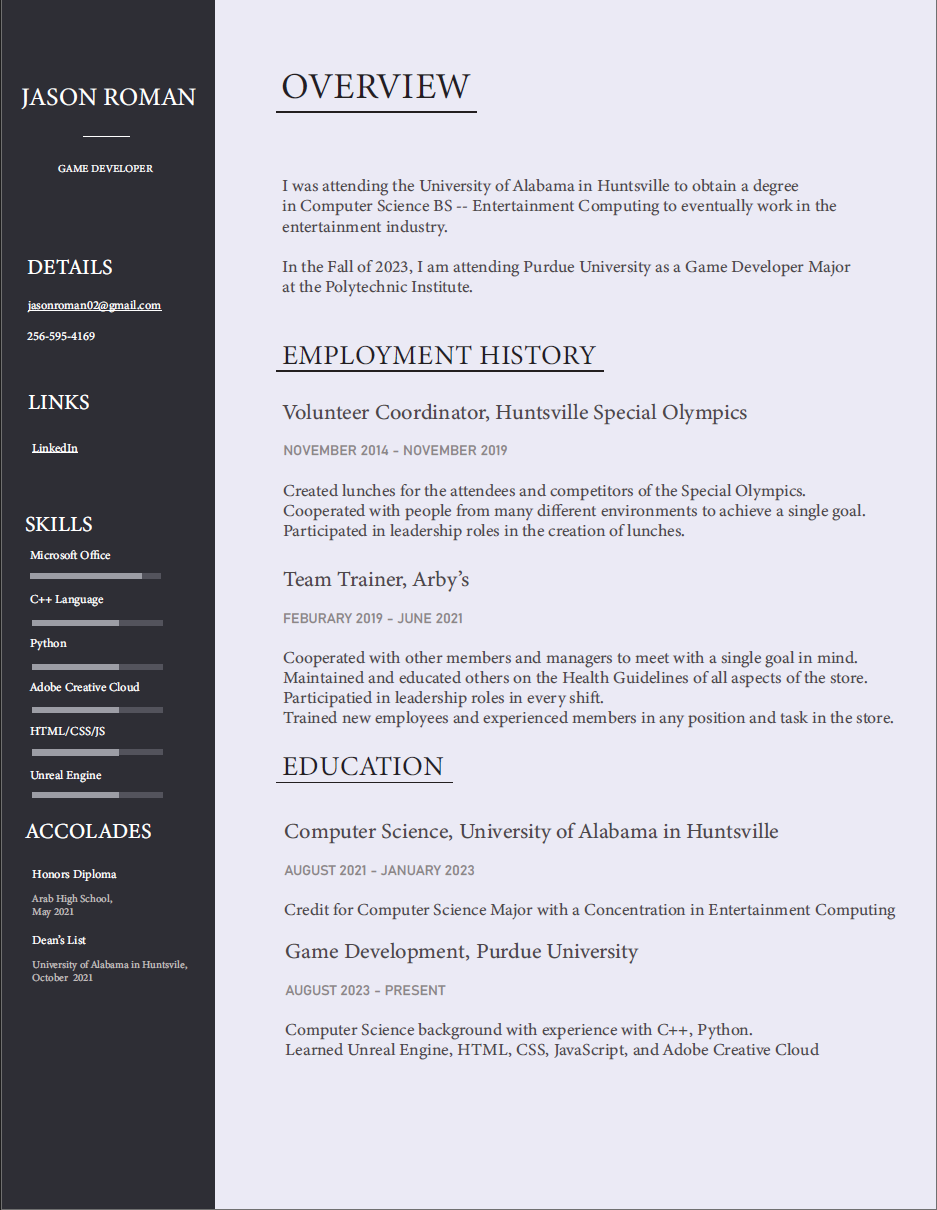 JASON ROMAN
GAME DEVELOPER
DETAILS
jasonroman02@gmail.com
256-595-4169
LINKS
LinkedIn
SKILLS
Microsoft Office
C++ Language
Python
Adobe Creative Cloud
HTML/CSS/JS
Unreal Engine
ACCOLADES
Honors Diploma
Arab High School,
May 2021
Dean's List
University of Alabama in Huntsvile,
October 2021
OVERVIEW
I was attending the University of Alabama in Huntsville to obtain a degree
in Computer Science BS -- Entertainment Computing to eventually work in the
entertainment industry.
In the Fall of 2023, I am attending Purdue University as a Game Developer Major
at the Polytechnic Institute.
EMPLOYMENT HISTORY
Volunteer Coordinator, Huntsville Special Olympics
NOVEMBER 2014 - NOVEMBER 2019
Created lunches for the attendees and competitors of the Special Olympics.
Cooperated with people from many different environments to achieve a single goal.
Participated in leadership roles in the creation of lunches.
Team Trainer, Arby's
FEBURARY 2019 - JUNE 2021
Cooperated with other members and managers to meet with a single goal in mind.
Maintained and educated others on the Health Guidelines of all aspects of the store.
Participatied in leadership roles in every shift.
Trained new employees and experienced members in any position and task in the store.
EDUCATION
Computer Science, University of Alabama in Huntsville
AUGUST 2021 - JANUARY 2023
Credit for Computer Science Major with a Concentration in Entertainment Computing
Game Development, Purdue University
AUGUST 2023 - PRESENT
Computer Science background with experience with C++, Python.
Learned Unreal Engine, HTML, CSS, JavaScript, and Adobe Creative Cloud